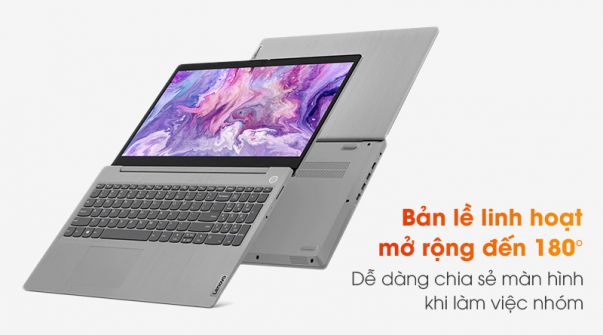 Lenovo
Bản lề linh hoạt
mở rộng đến 180°
Dễ dàng chia sẻ màn hình
khi làm việc nhóm